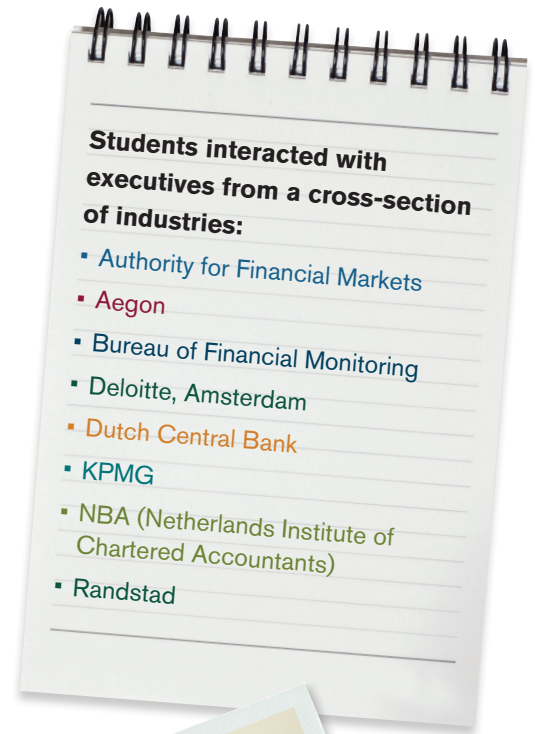 Students interacted with
executives from a cross-section
of industries:
▪ Authority for Financial Markets
▪ Aegon
▪ Bureau of Financial Monitoring
▪ Deloitte, Amsterdam
▪ Dutch Central Bank
▪ KPMG
▪ NBA (Netherlands Institute of
Chartered Accountants)
▪ Randstad